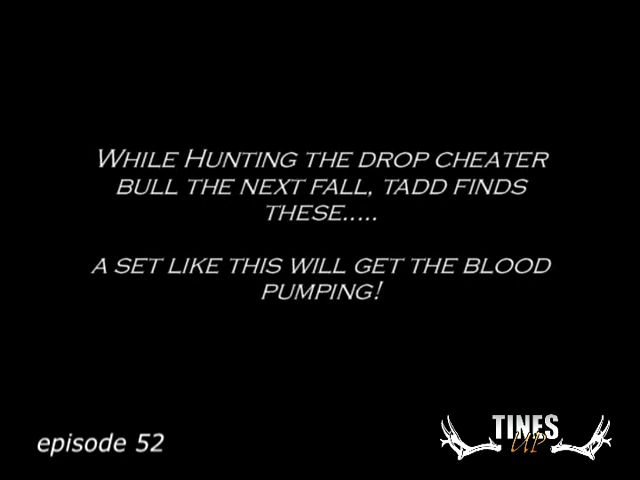 WHILE HUNTING THE DROP CHEATER
BULL THE NEXT FALL, TADD FINDS
THESE.....
A SET LIKE THIS WILL GET THE BLOOD
PUMPING!
episode 52
TINES
UP